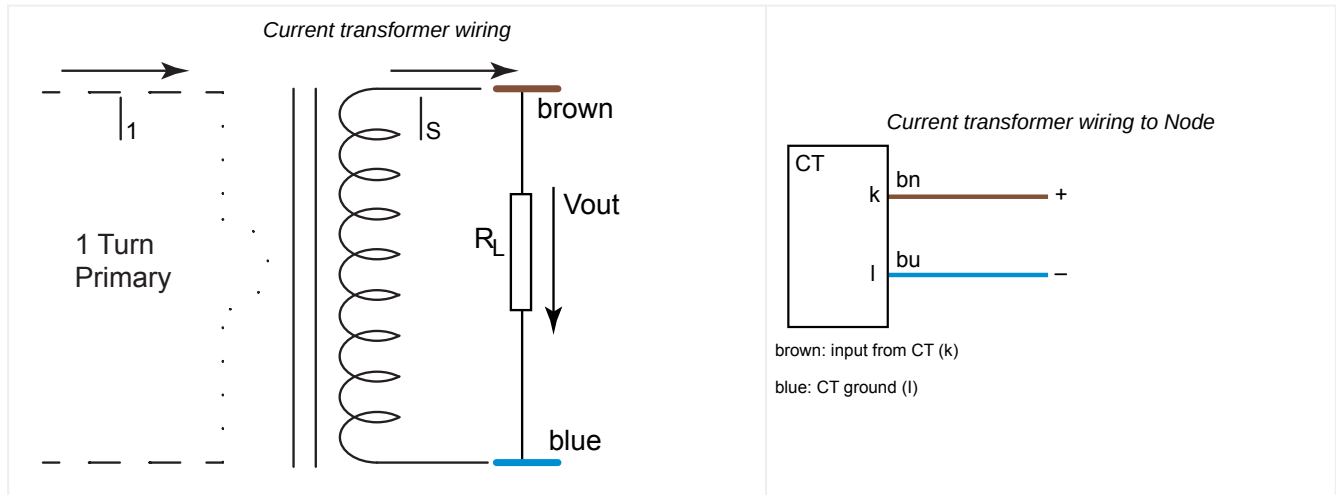 Current transformer wiring
I1
IS
brown
Vout
RL
1 Turn
Primary
blue
Current transformer wiring to Node
CT
k
bn
+
l
bu
–
brown: input from CT (k)
blue: CT ground (l)